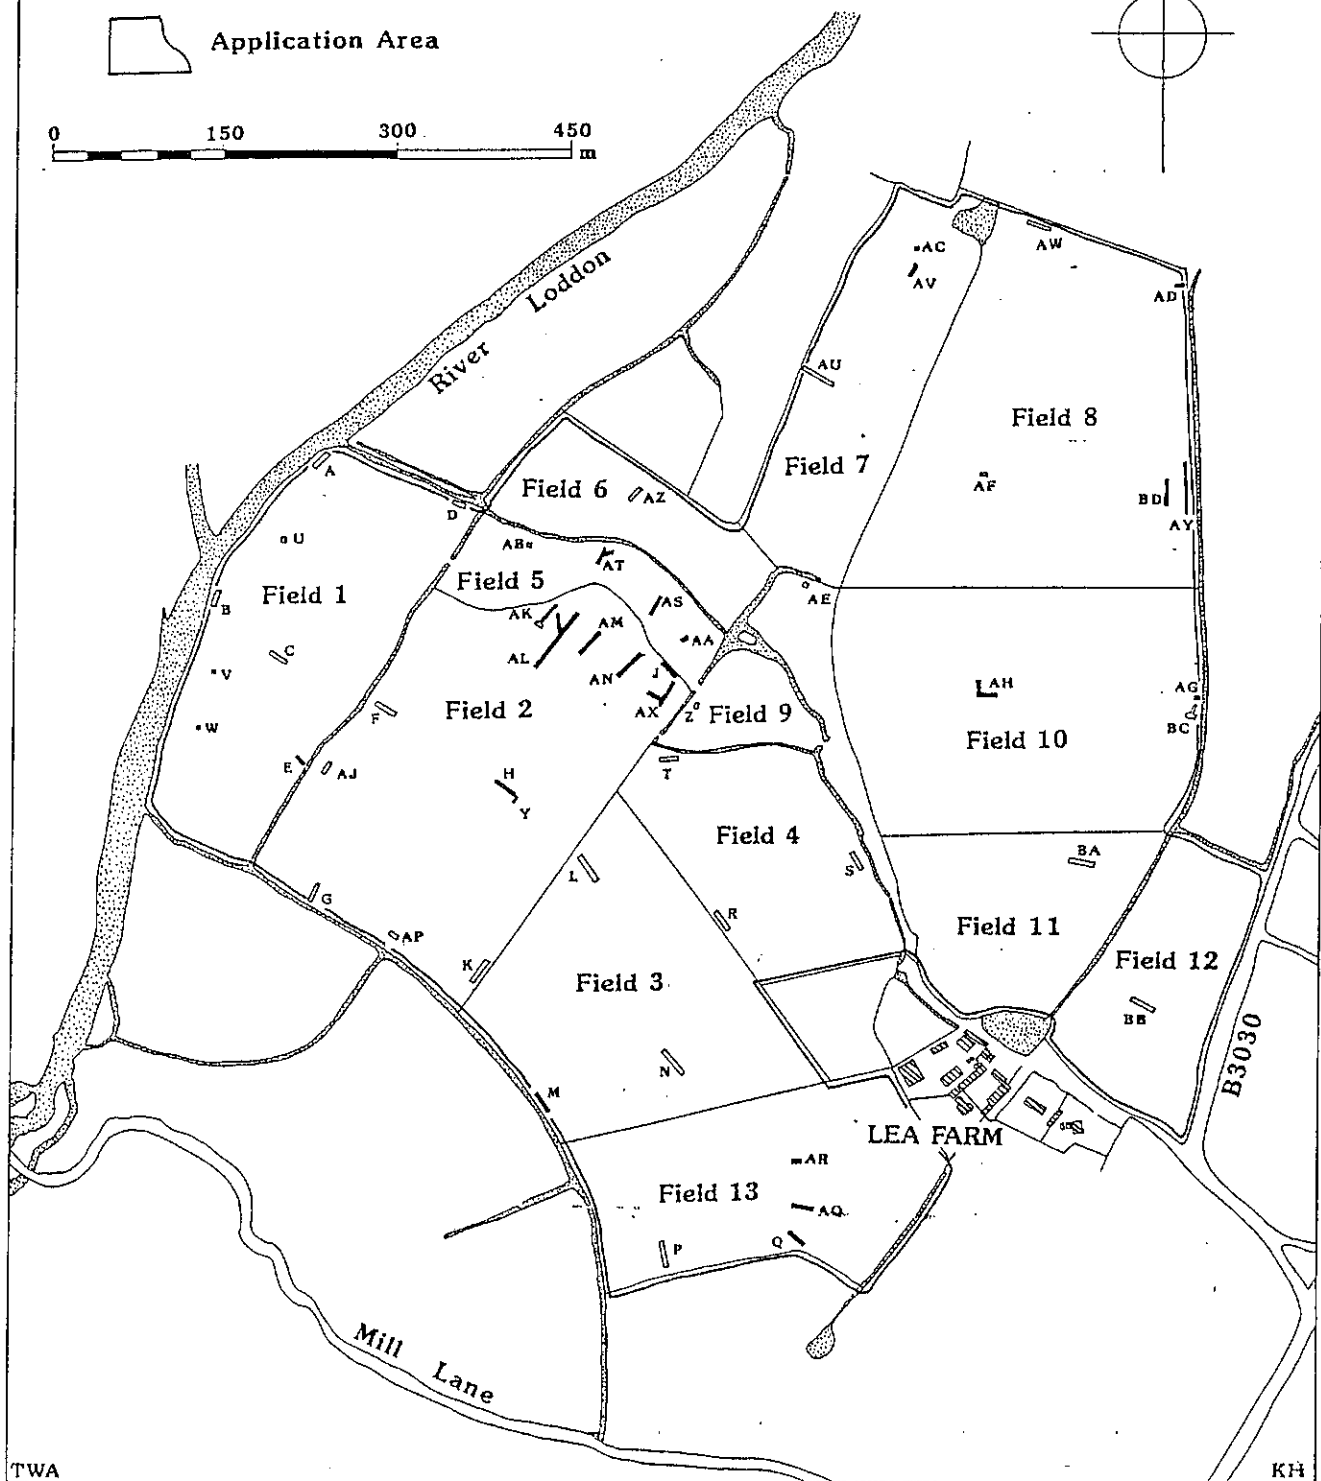 Application Area
0 150 300 450
m
River Loddon
AC
AV
AW
AD
AU
Field 8
Field 7
AF
BD
AY
A
D
Field 6
AZ
U
AB
AT
Field 5
Field 1
B
AE
AK
AM
AS
AA
C
AL
AN
J
V
AX
Z
F
Field 2
Field 9
AH
AG
BC
W
Field 10
E
AJ
H
Y
T
Field 4
L
S
BA
G
R
AP
Field 11
K
Field 3
Field 12
BB
N
M
B3030
LEA FARM
AR
Field 13
AQ
Q
P
Mill Lane
TWA
KH